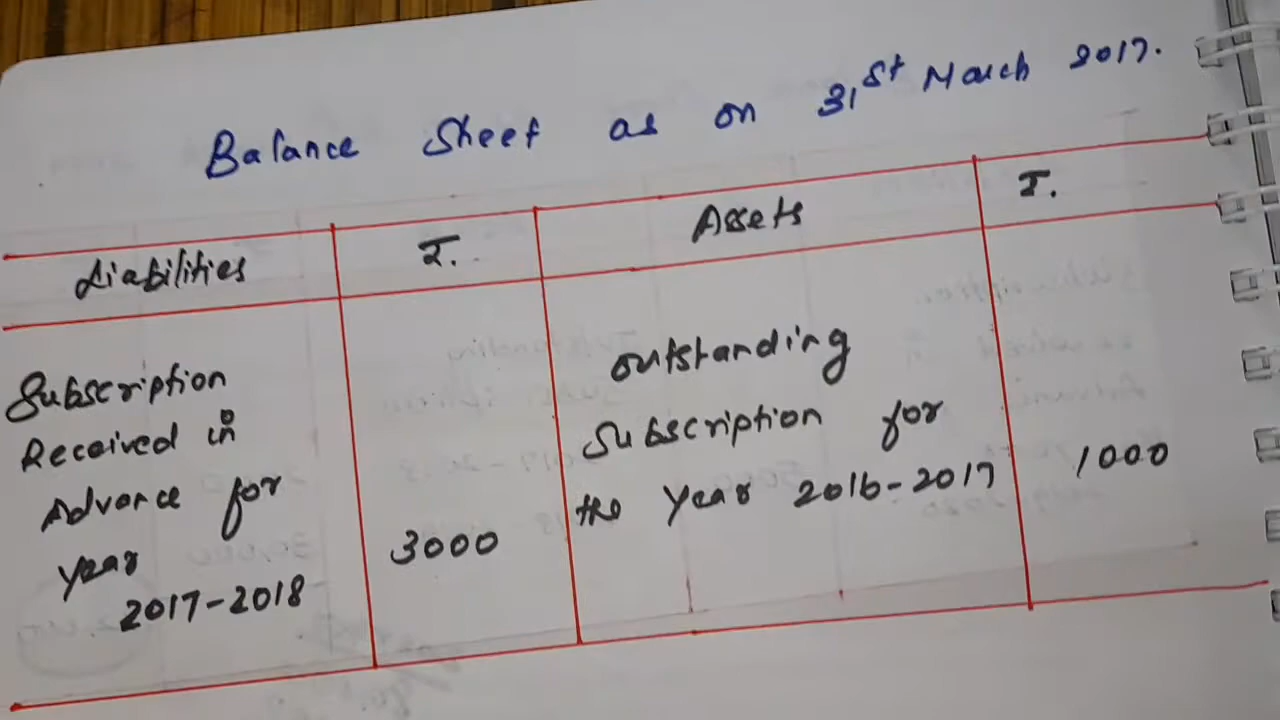 Balance Sheet as on 31st March 2017.
Liabilities ₹. Assets ₹.
Subscription
Received in
Advance for
year
2017-2018 3000
outstanding
Subscription for
the Year 2016-2017 1000